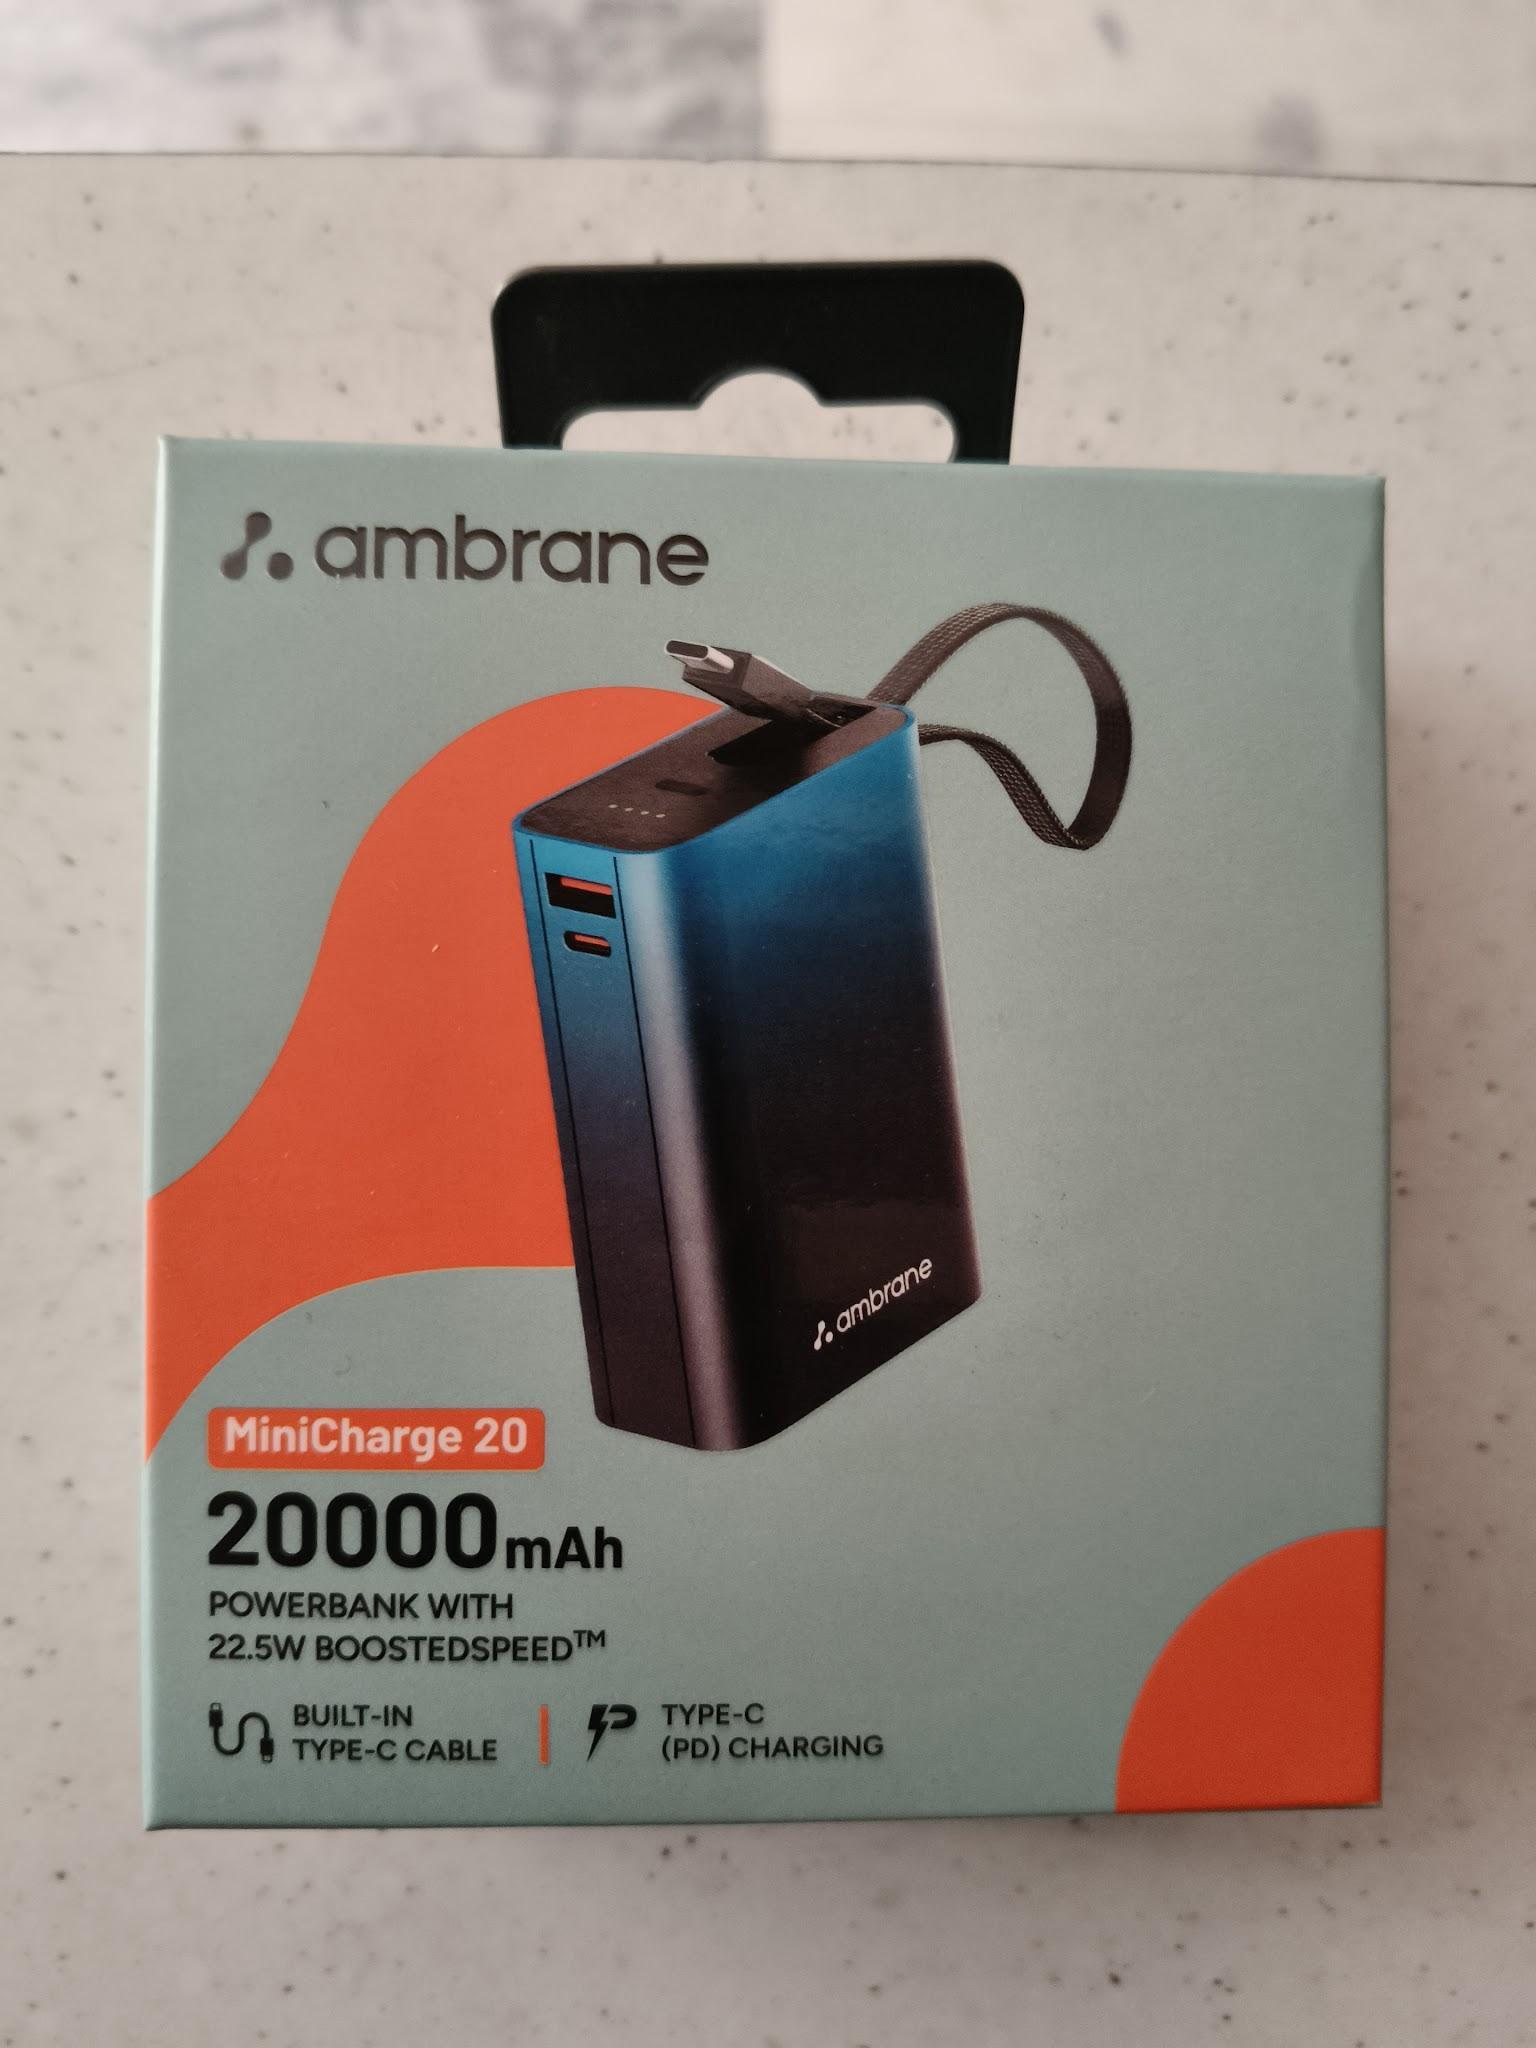 ambrane
ambrane
MiniCharge 20
20000mAh
POWERBANK WITH
22.5W BOOSTEDSPEED™
BUILT-IN
TYPE-C CABLE
TYPE-C
(PD) CHARGING